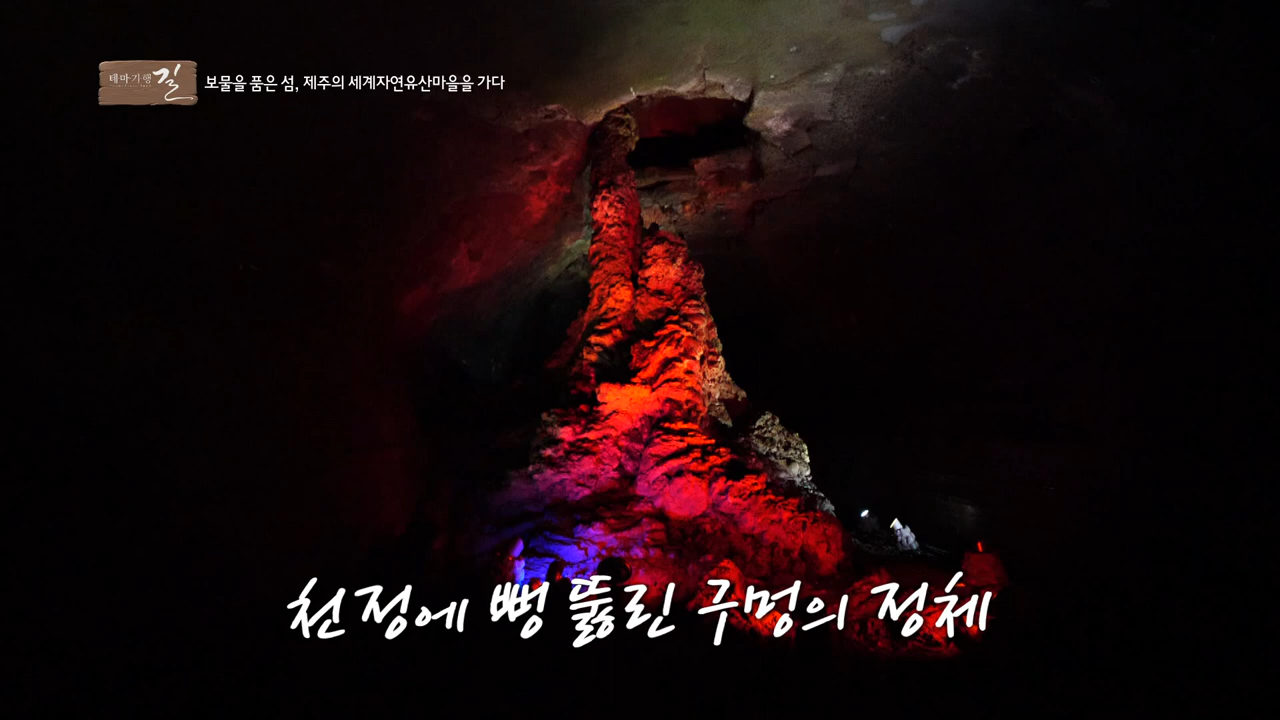 테마기행 길
보물을 품은 섬, 제주의 세계자연유산마을을 가다
천정에 뻥 뚫린 구멍의 정체